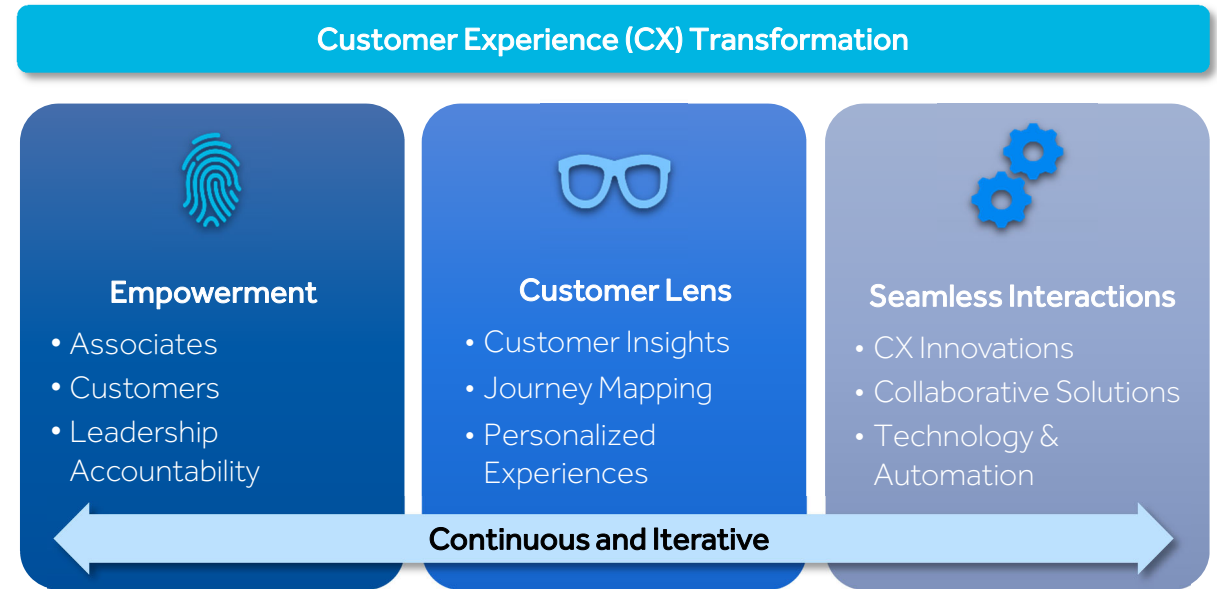 Customer Experience (CX) Transformation
Empowerment
• Associates
• Customers
• Leadership
Accountability
Customer Lens
• Customer Insights
• Journey Mapping
• Personalized
Experiences
Seamless Interactions
• CX Innovations
• Collaborative Solutions
• Technology &
Automation
Continuous and Iterative